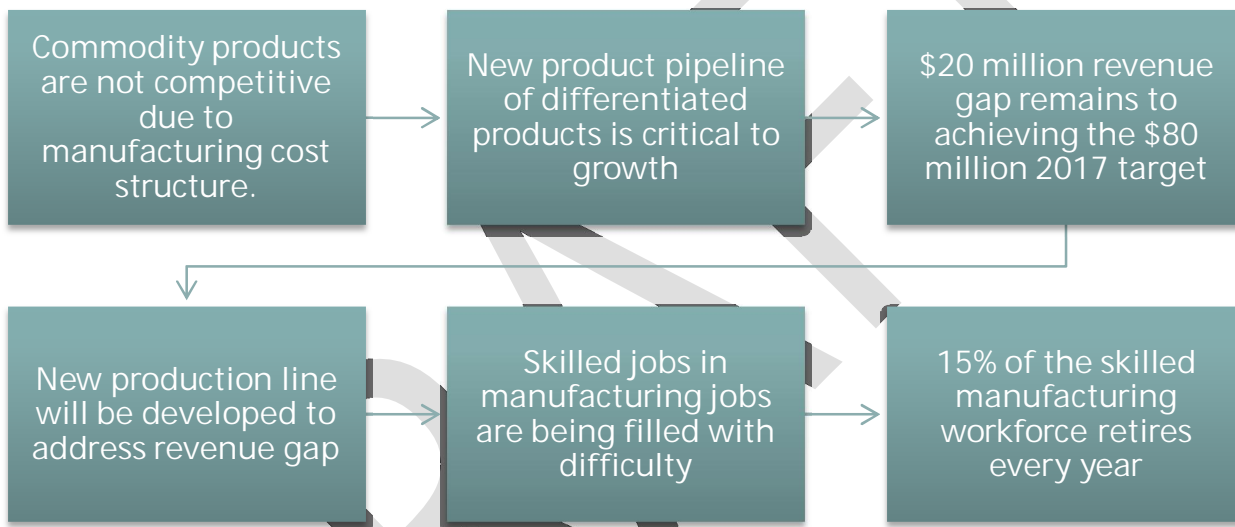 Commodity products
are not competitive
due to
manufacturing cost
structure.
New product pipeline
of differentiated
products is critical to
growth
$20 million revenue
gap remains to
achieving the $80
million 2017 target
New production line
will be developed to
address revenue gap
Skilled jobs in
manufacturing jobs
are being filled with
difficulty
15% of the skilled
manufacturing
workforce retires
every year